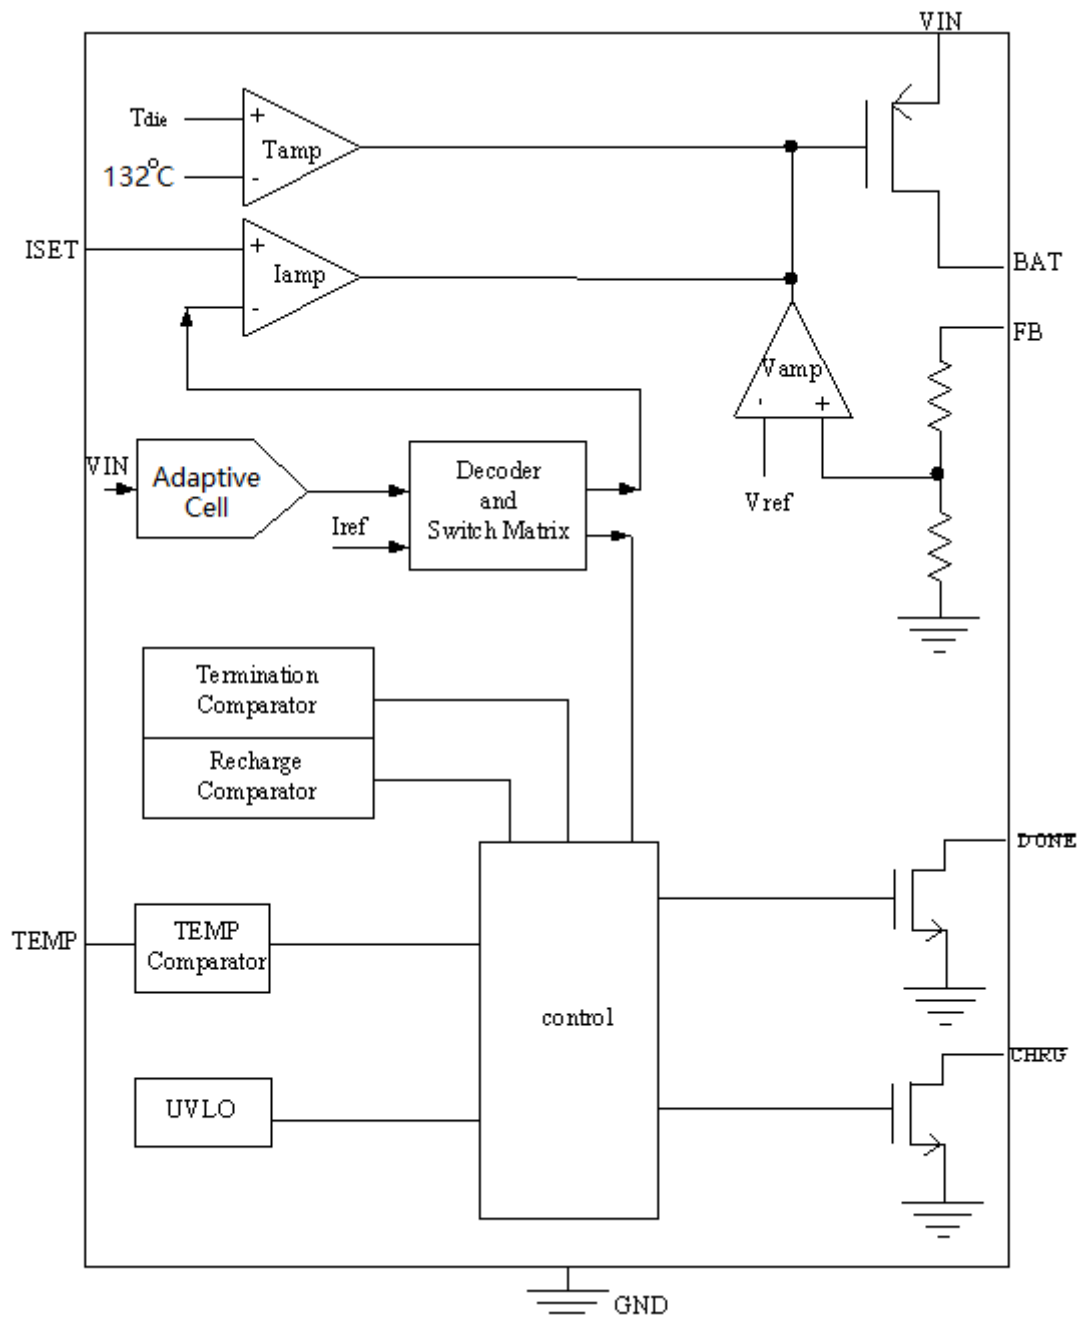 VIN
Tdie
+
Tamp
132°C
-
ISET
+
Iamp
-
BAT
FB
Vamp
-
+
VIN
Adaptive
Cell
Decoder
and
Switch Matrix
Iref
Vref
Termination
Comparator
Recharge
Comparator
DONE
TEMP
TEMP
Comparator
control
CHRG
UVLO
GND